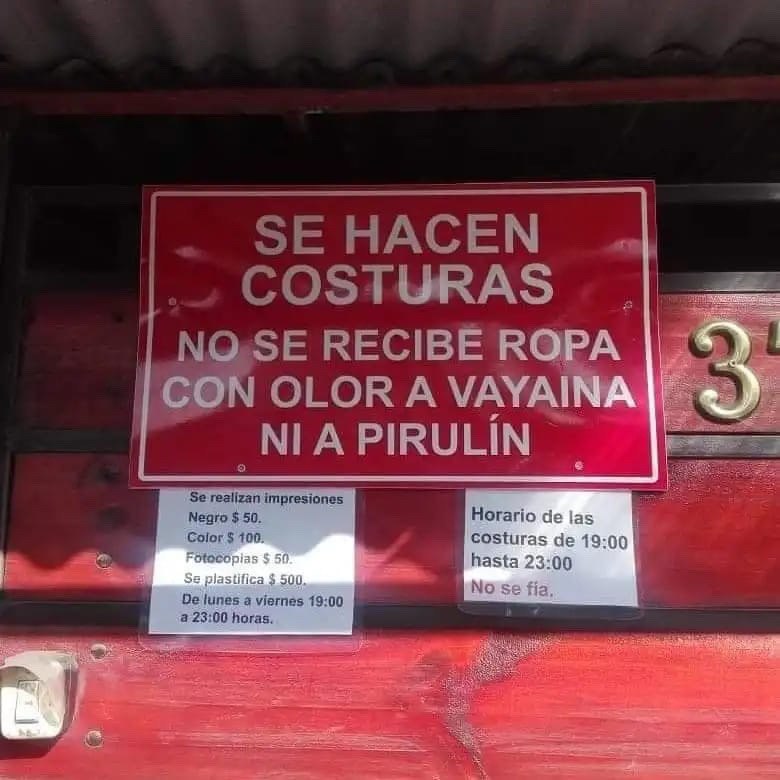 SE HACEN
COSTURAS
NO SE RECIBE ROPA
CON OLOR A VAYAINA
NI A PIRULÍN
37
Se realizan impresiones
Negro $ 50.
Color $ 100.
Fotocopias $ 50.
Se plastifica $ 500.
De lunes a viernes 19:00
a 23:00 horas.
Horario de las
costuras de 19:00
hasta 23:00
No se fía.